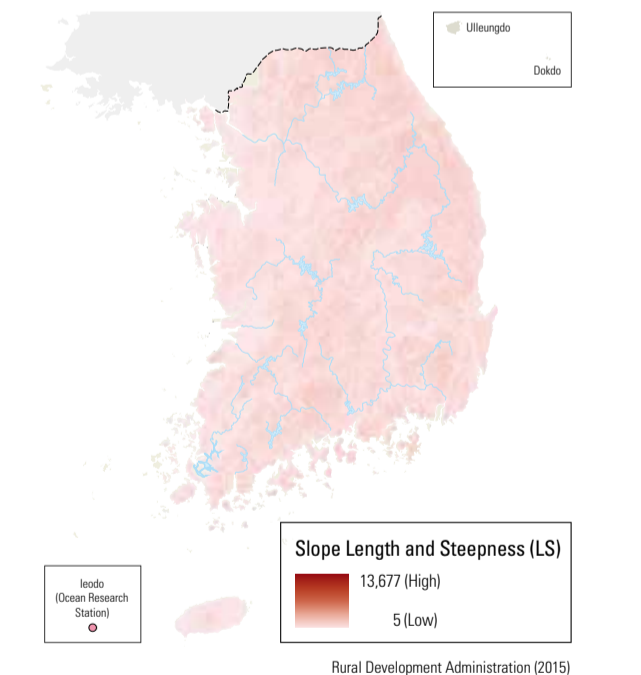 Ulleungdo
Dokdo
Ieodo
(Ocean Research
Station)
Slope Length and Steepness (LS)
13,677 (High)
5 (Low)
Rural Development Administration (2015)